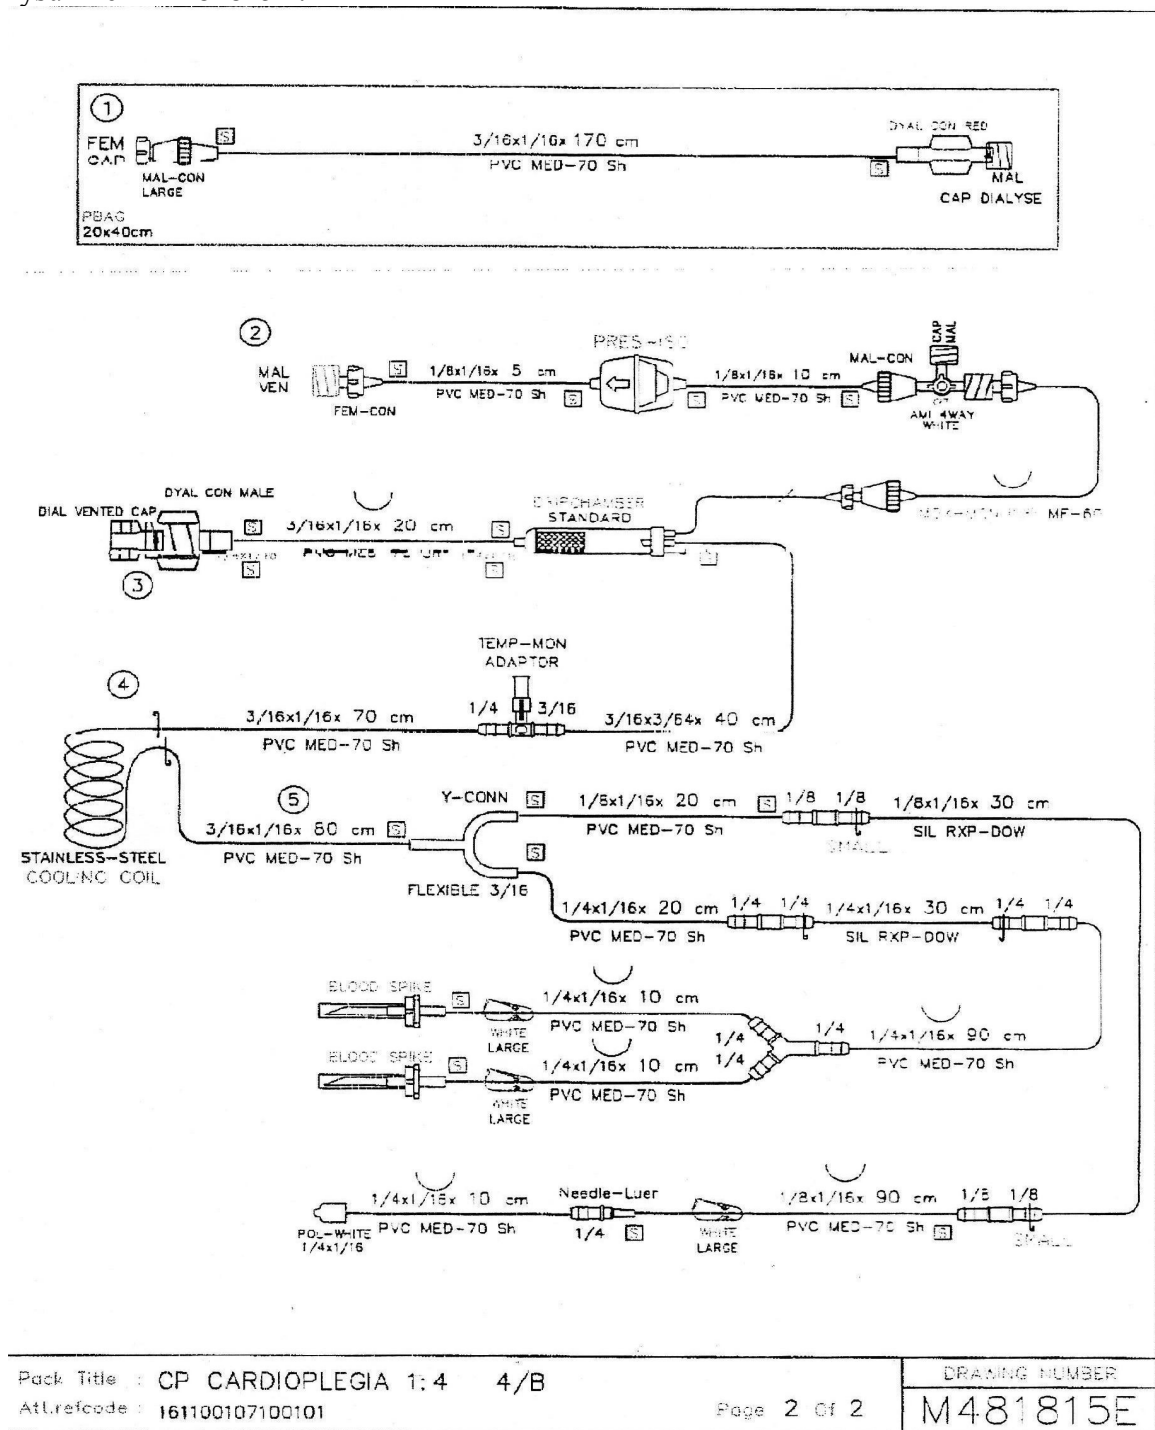 1
FEM
CAP
S
MAL-CON
LARGE
3/16x1/16x 170 cm
PVC MED-70 Sh
DYAL CON RED
S
MAL
CAP DIALYSE
PBAG
20x40cm
2
MAL
VEN
FEM-CON
S
1/8x1/16x 5 cm
PVC MED-70 Sh
S
PRES-ISO
S
1/8x1/16x 10 cm
PVC MED-70 Sh
S
MAL-CON
CAP
MAL
AMI 4WAY
WHITE
MF-60
DYAL CON MALE
DIAL VENTED CAP
3
S
S
3/16x1/16x 20 cm
S
S
DRIPCHAMBER
STANDARD
TEMP-MON
ADAPTOR
4
3/16x1/16x 70 cm
PVC MED-70 Sh
1/4
3/16
3/16x3/64x 40 cm
PVC MED-70 Sh
STAINLESS-STEEL
COOLING COIL
5
3/16x1/16x 80 cm
PVC MED-70 Sh
S
Y-CONN
S
S
FLEXIBLE 3/16
1/8x1/16x 20 cm
PVC MED-70 Sh
S
1/8
1/8
SMALL
1/8x1/16x 30 cm
SIL RXP-DOW
1/4x1/16x 20 cm
PVC MED-70 Sh
1/4
1/4
1/4x1/16x 30 cm
SIL RXP-DOW
1/4
1/4
BLOOD SPIKE
S
WHITE
LARGE
1/4x1/16x 10 cm
PVC MED-70 Sh
1/4
1/4
1/4
1/4x1/16x 90 cm
PVC MED-70 Sh
BLOOD SPIKE
S
WHITE
LARGE
1/4x1/16x 10 cm
PVC MED-70 Sh
POL-WHITE
1/4x1/16
1/4x1/16x 10 cm
PVC MED-70 Sh
Needle-Luer
1/4
S
WHITE
LARGE
1/8x1/16x 90 cm
PVC MED-70 Sh
S
1/8
1/8
SMALL
Pack Title : CP CARDIOPLEGIA 1:4 4/B
Atl.refcode : 161100107100101
Page 2 Of 2
DRAWING NUMBER
M481815E